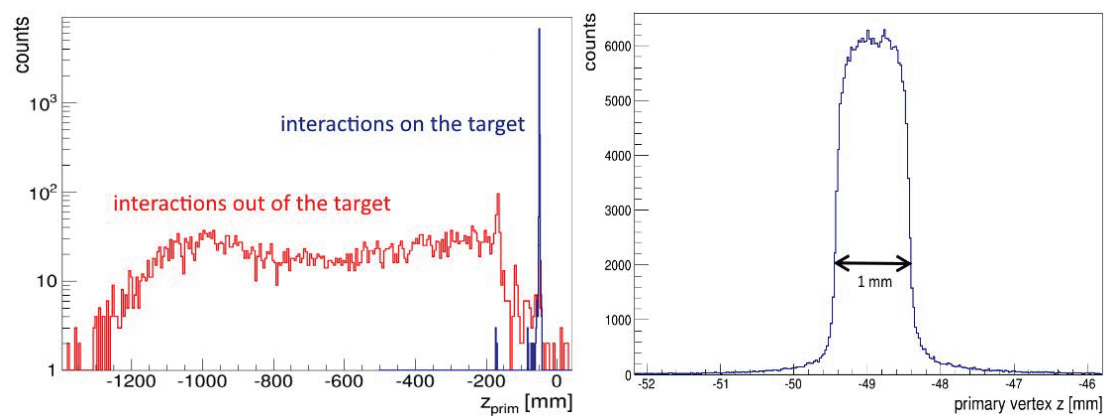 counts
10³
10²
10
1
interactions on the target
interactions out of the target
-1200 -1000 -800 -600 -400 -200 0
z_prim [mm]
counts
6000
5000
4000
3000
2000
1000
0
1 mm
-52 -51 -50 -49 -48 -47 -46
primary vertex z [mm]